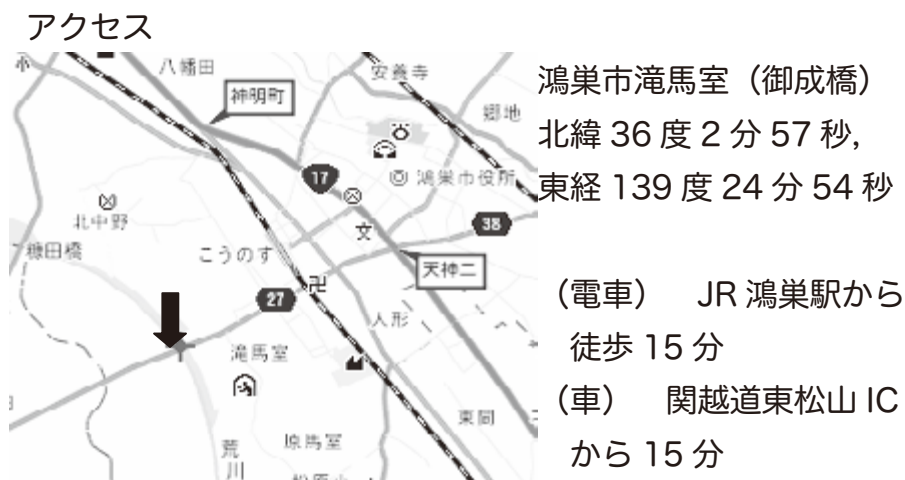 アクセス
八幡田
安養寺
神明町
郷地
17
鴻巣市役所
北中野
文
38
糠田橋
こうのす
天神二
27
人形
滝馬室
東間
原馬室
荒川
鴻巣市滝馬室（御成橋）
北緯 36 度 2 分 57 秒,
東経 139 度 24 分 54 秒
（電車）　JR 鴻巣駅から
徒歩 15 分
（車）　関越道東松山 IC
から 15 分